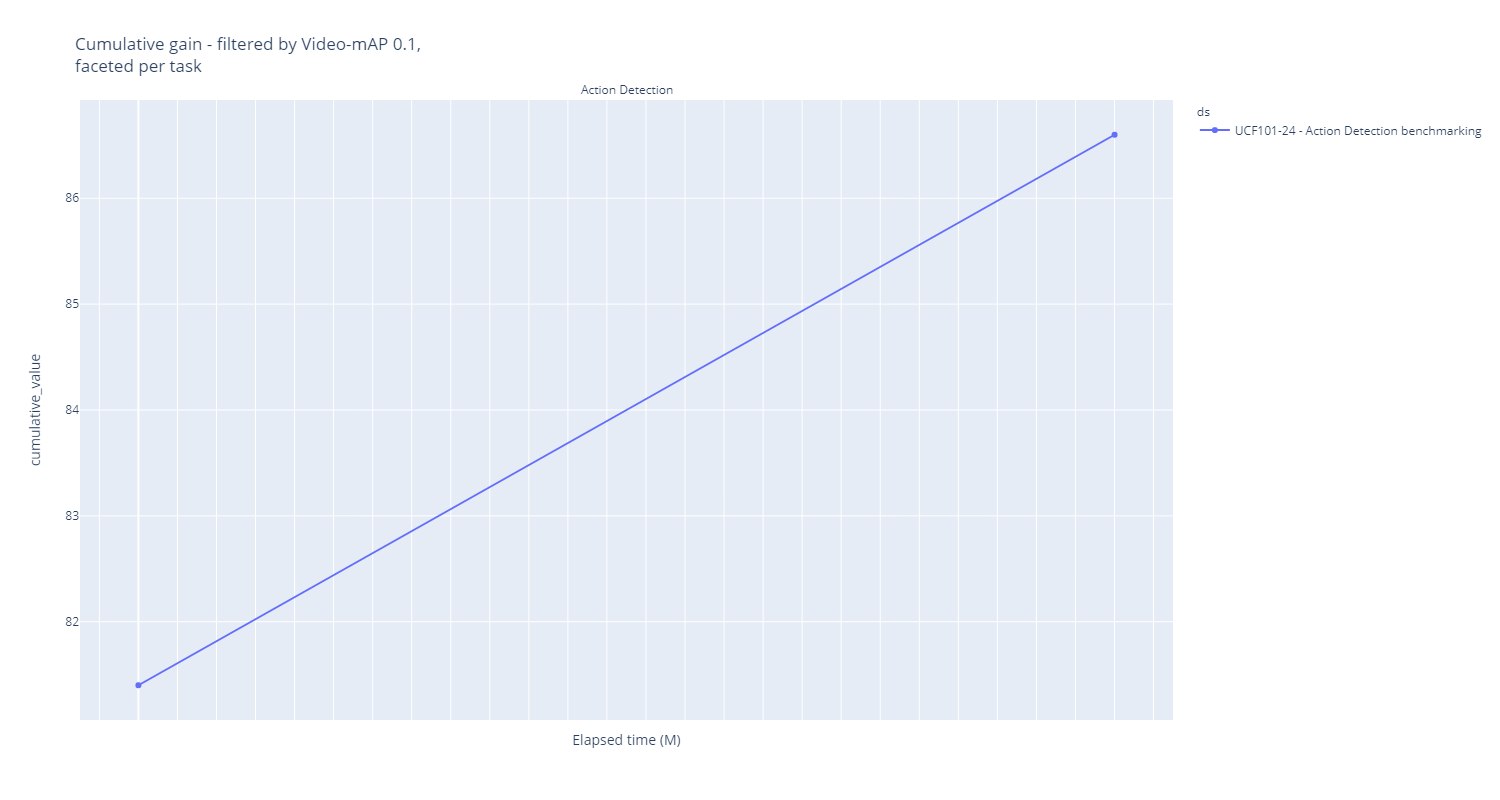 Cumulative gain - filtered by Video-mAP 0.1,
faceted per task
Action Detection
ds
UCF101-24 - Action Detection benchmarking
86
85
84
83
82
cumulative_value
Elapsed time (M)